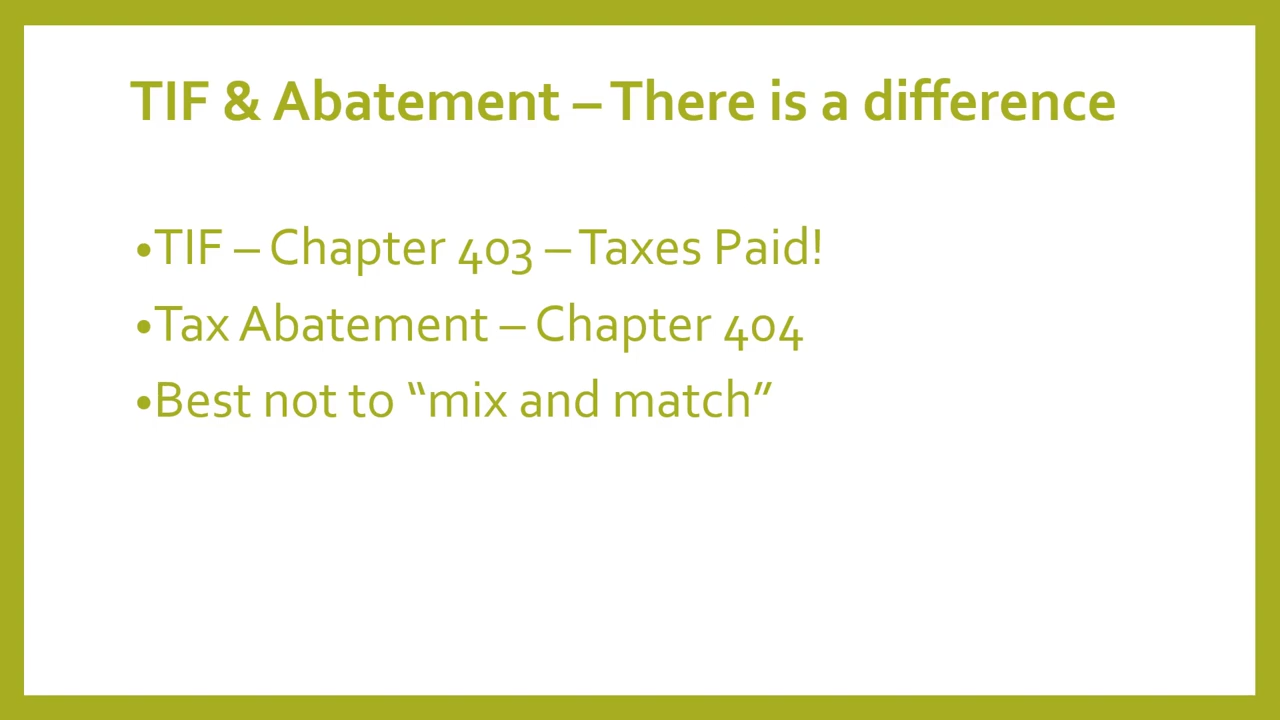 TIF & Abatement – There is a difference
•TIF – Chapter 403 – Taxes Paid!
•Tax Abatement – Chapter 404
•Best not to “mix and match”